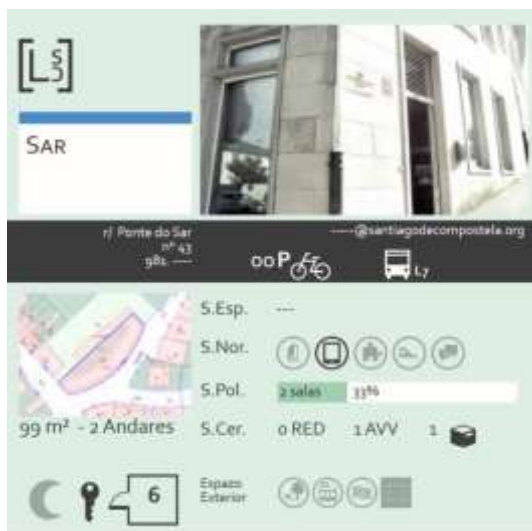 [L 5]
SAR
r/ Ponte do Sar
nº 43
981. ----
-----@santiagodecompostela.org
00 P
L7
S.Esp. ---
S.Nor.
S.Pol. 2 salas 33%
99 m² - 2 Andares
S.Cer. 0 RED 1 AVV 1
6
Espazo
Exterior